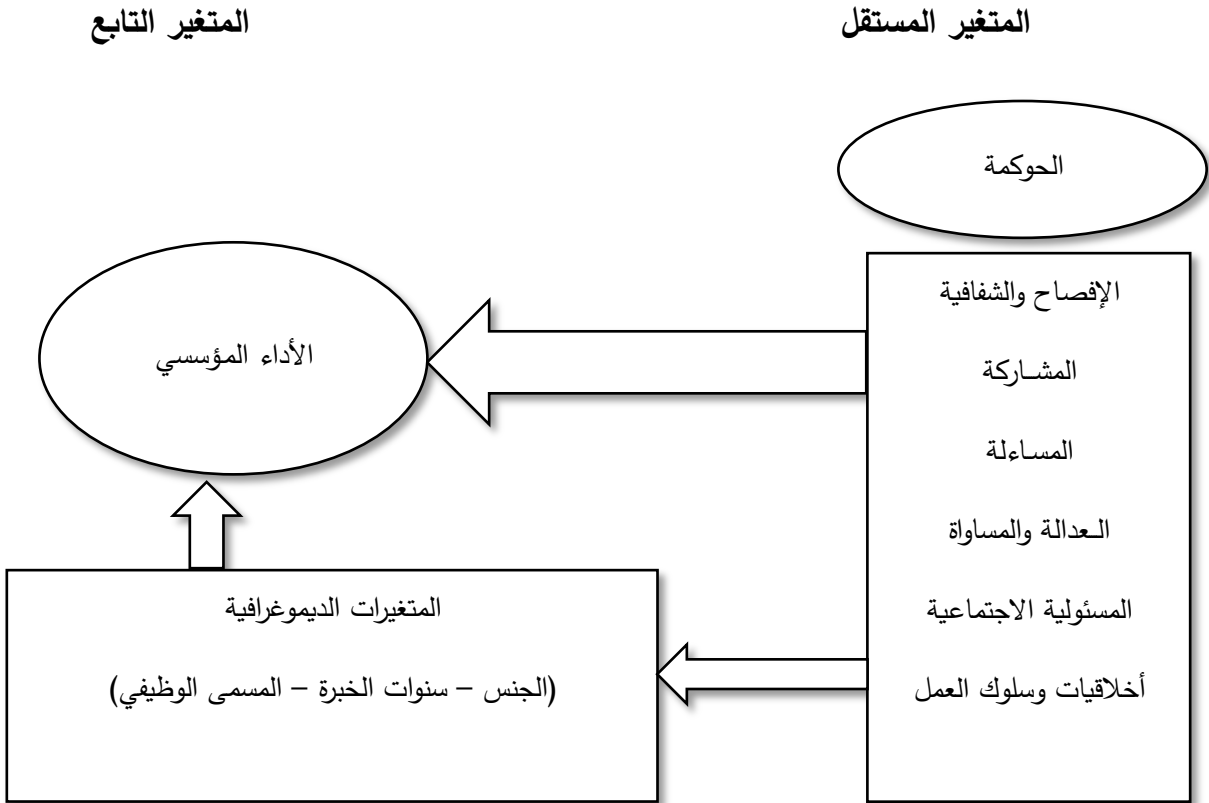 المتغير المستقل
المتغير التابع
الحوكمة
الإفصاح والشفافية
المشــاركة
المساءلة
الـعدالة والمساواة
المسئولية الاجتماعية
أخلاقيات وسلوك العمل
الأداء المؤسسي
المتغيرات الديموغرافية
(الجنس – سنوات الخبرة – المسمى الوظيفي)